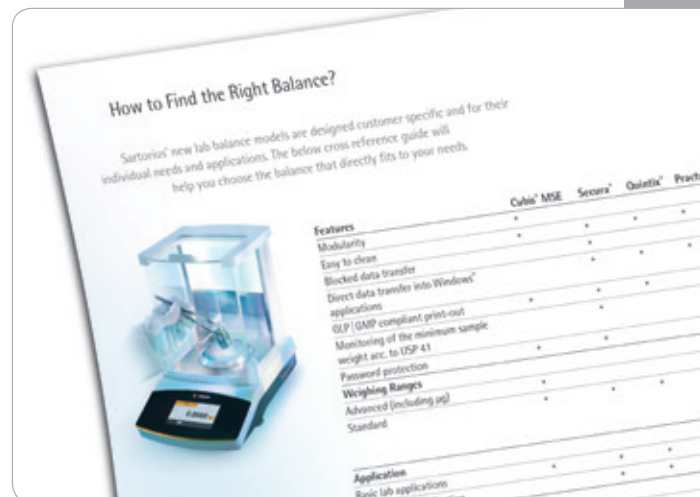 How to Find the Right Balance?
Sartorius' new lab balance models are designed customer specific and for their
individual needs and applications. The below cross reference guide will
help you choose the balance that directly fits to your needs.
Features Cubis® MSE Secura® Quintix® Pract
Modularity
Easy to clean
Blocked data transfer
Direct data transfer into Windows®
applications
GLP | GMP compliant print-out
Monitoring of the minimum sample
weight acc. to USP 41
Password protection
Weighing Ranges
Advanced (including µg)
Standard
Application
Basic lab applications